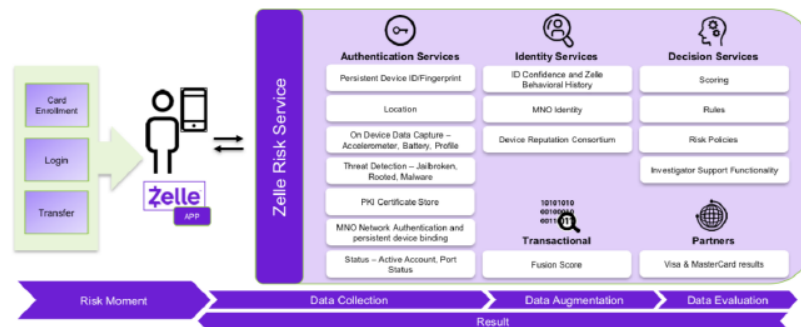 Card
Enrollment
Login
Transfer
Zelle
APP
Zelle Risk Service
Authentication Services
Persistent Device ID/Fingerprint
Location
On Device Data Capture –
Accelerometer, Battery, Profile
Threat Detection – Jailbroken,
Rooted, Malware
PKI Certificate Store
MNO Network Authentication and
persistent device binding
Status – Active Account, Port
Status
Identity Services
ID Confidence and Zelle
Behavioral History
MNO Identity
Device Reputation Consortium
10101010
00100010
0011011
Transactional
Fusion Score
Decision Services
Scoring
Rules
Risk Policies
Investigator Support Functionality
Partners
Visa & MasterCard results
Risk Moment
Data Collection
Data Augmentation
Data Evaluation
Result